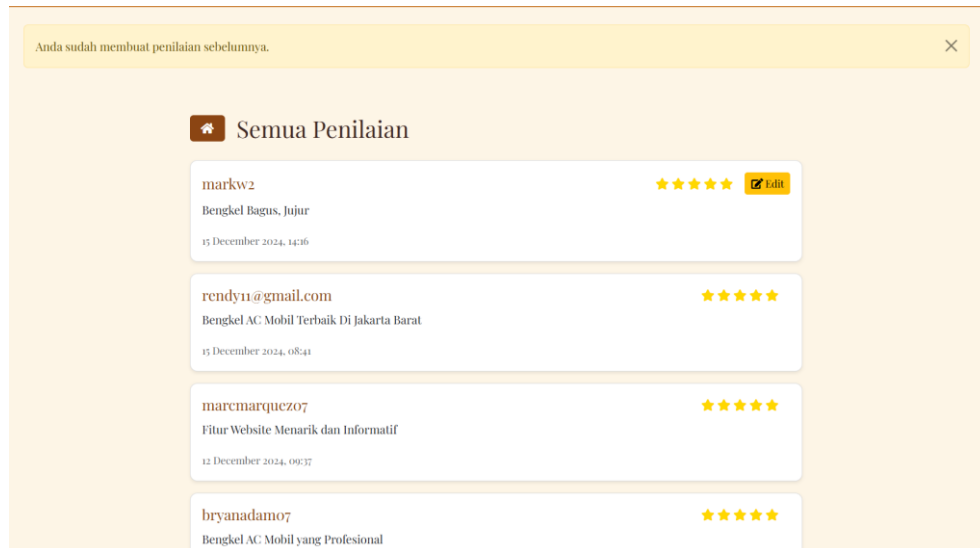 Anda sudah membuat penilaian sebelumnya.
Semua Penilaian
markw2
Edit
Bengkel Bagus, Jujur
15 December 2024, 14:16
rendy11@gmail.com
Bengkel AC Mobil Terbaik Di Jakarta Barat
15 December 2024, 08:41
marcmarquez07
Fitur Website Menarik dan Informatif
12 December 2024, 09:37
bryanadam07
Bengkel AC Mobil yang Profesional